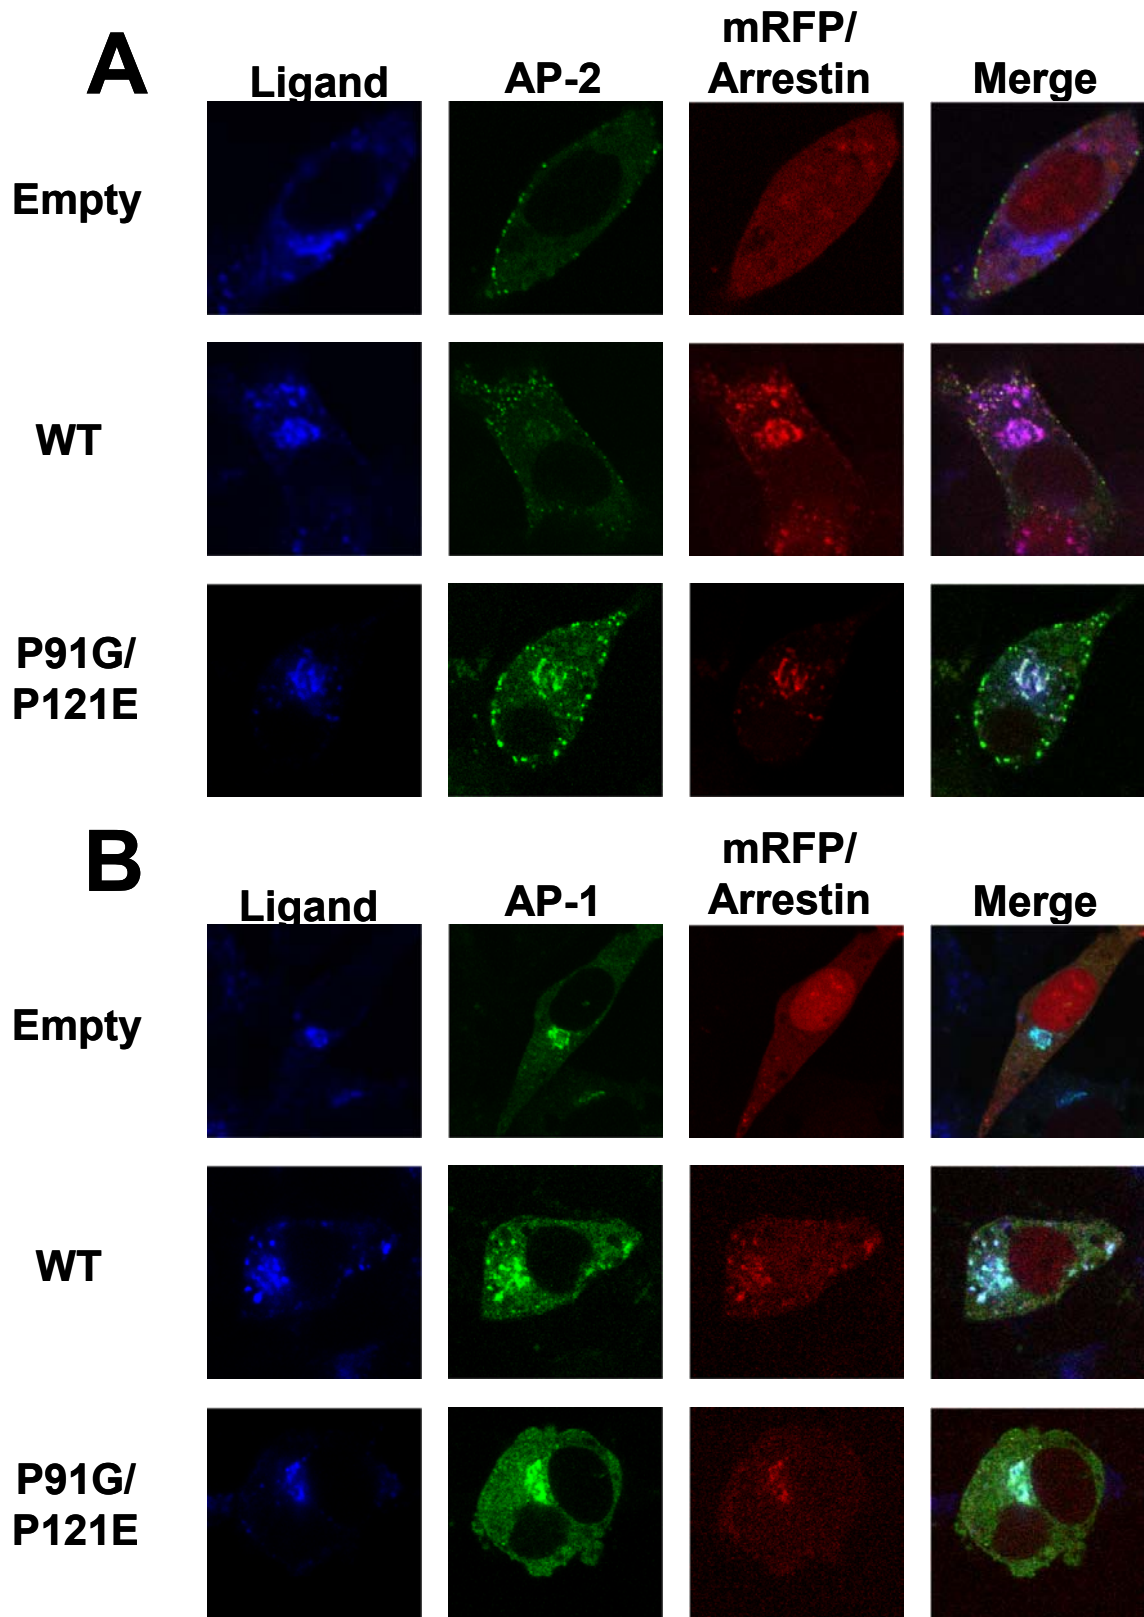 A
Ligand
AP-2
mRFP/
Arrestin
Merge
Empty
WT
P91G/
P121E
B
Ligand
AP-1
mRFP/
Arrestin
Merge
Empty
WT
P91G/
P121E